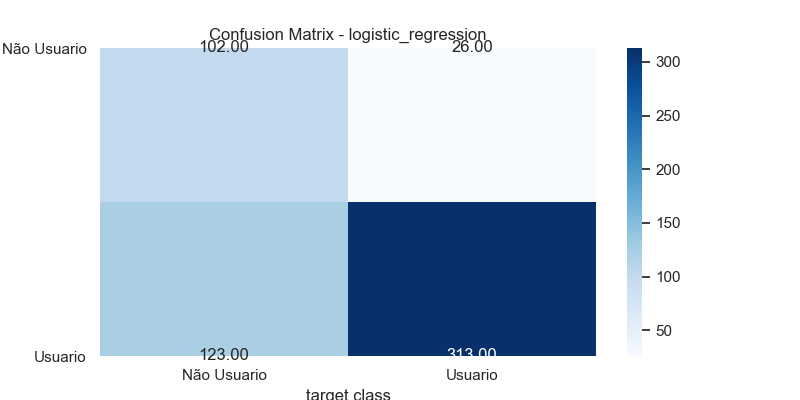 Confusion Matrix - logistic_regression
Não Usuario
102.00
26.00
300
250
200
150
100
50
Usuario
123.00
313.00
Não Usuario
Usuario
target class